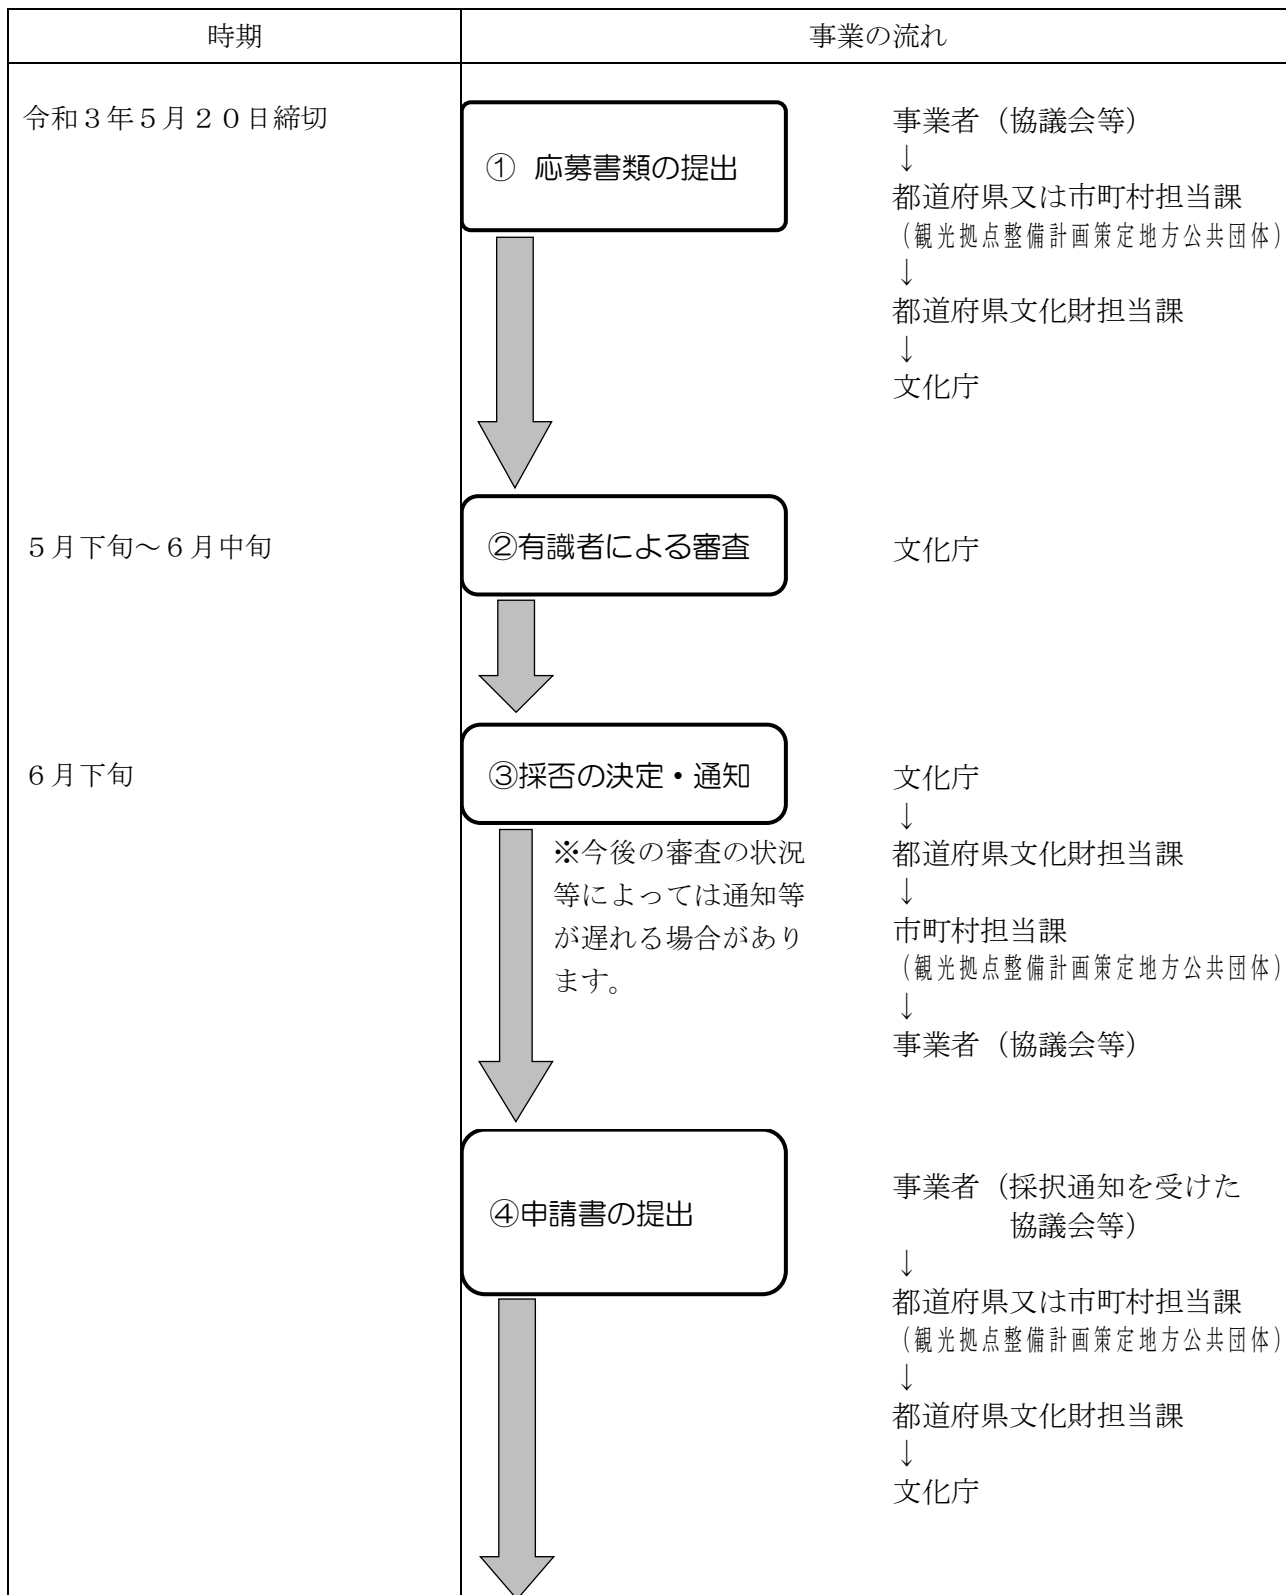 時期
事業の流れ
令和３年５月２０日締切
① 応募書類の提出
事業者（協議会等）
↓
都道府県又は市町村担当課
（観光拠点整備計画策定地方公共団体）
↓
都道府県文化財担当課
↓
文化庁
５月下旬～６月中旬
②有識者による審査
文化庁
６月下旬
③採否の決定・通知
※今後の審査の状況
等によっては通知等
が遅れる場合があり
ます。
文化庁
↓
都道府県文化財担当課
↓
市町村担当課
（観光拠点整備計画策定地方公共団体）
↓
事業者（協議会等）
④申請書の提出
事業者（採択通知を受けた
協議会等）
↓
都道府県又は市町村担当課
（観光拠点整備計画策定地方公共団体）
↓
都道府県文化財担当課
↓
文化庁